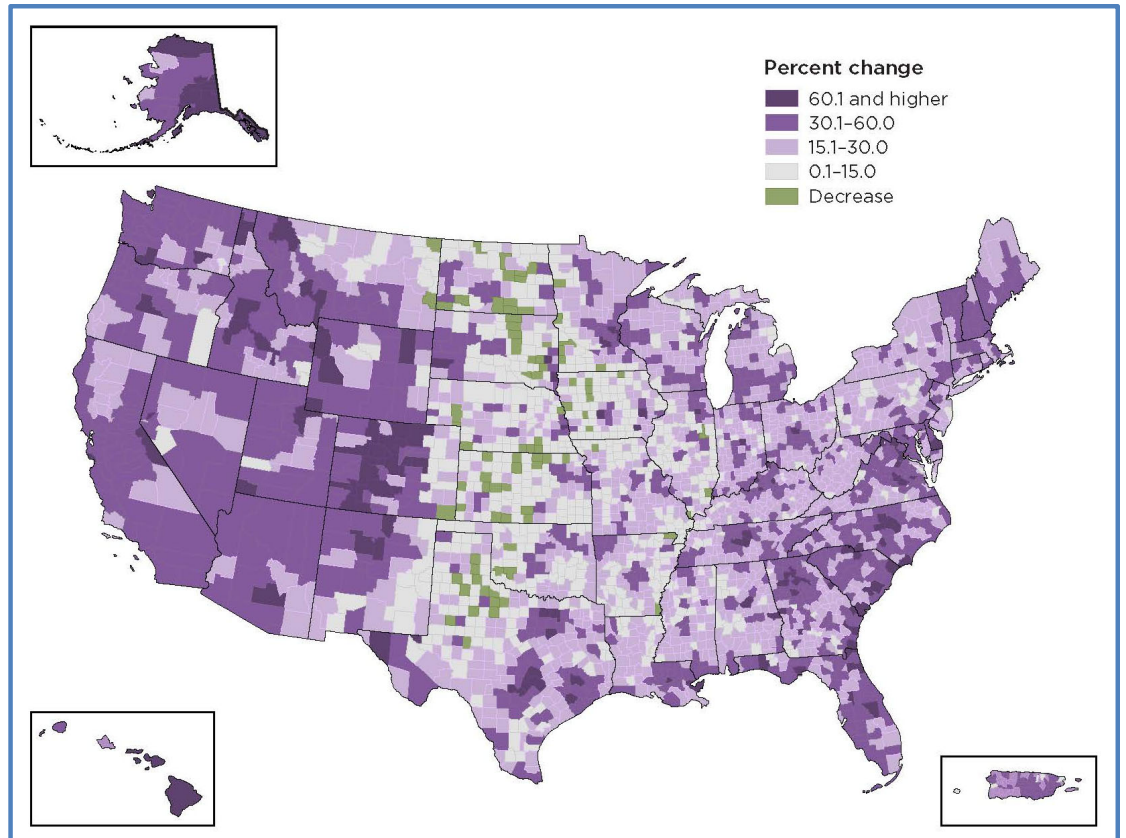 Percent change
60.1 and higher
30.1–60.0
15.1–30.0
0.1–15.0
Decrease